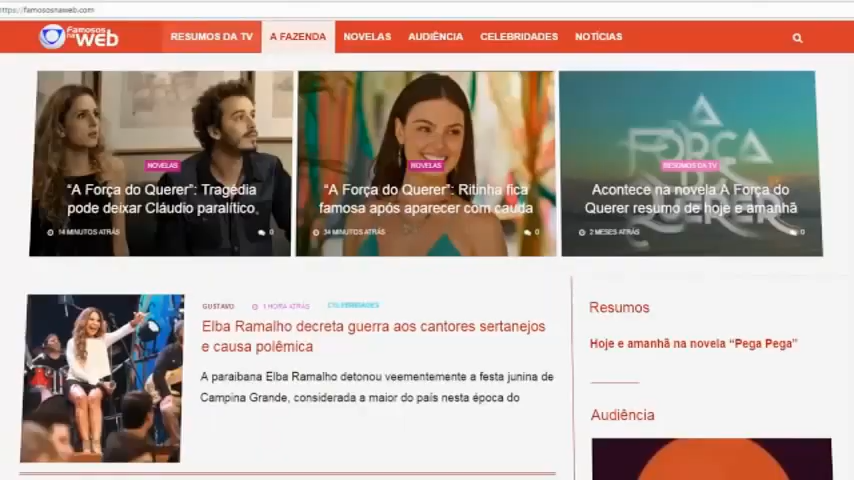 https://famososnaweb.com
Famosos
na WEB
RESUMOS DA TV
A FAZENDA
NOVELAS
AUDIÊNCIA
CELEBRIDADES
NOTÍCIAS
NOVELAS
"A Força do Querer": Tragédia
pode deixar Cláudio paralítico
14 MINUTOS ATRÁS
0
NOVELAS
"A Força do Querer": Ritinha fica
famosa após aparecer com cauda
34 MINUTOS ATRÁS
0
A
FORÇA
DO
QUERER
RESUMOS DA TV
Acontece na novela A Força do
Querer resumo de hoje e amanhã
2 MESES ATRÁS
0
GUSTAVO
1 HORA ATRÁS
CELEBRIDADES
Elba Ramalho decreta guerra aos cantores sertanejos
e causa polêmica
A paraibana Elba Ramalho detonou veementemente a festa junina de
Campina Grande, considerada a maior do país nesta época do
Resumos
Hoje e amanhã na novela "Pega Pega"
Audiência